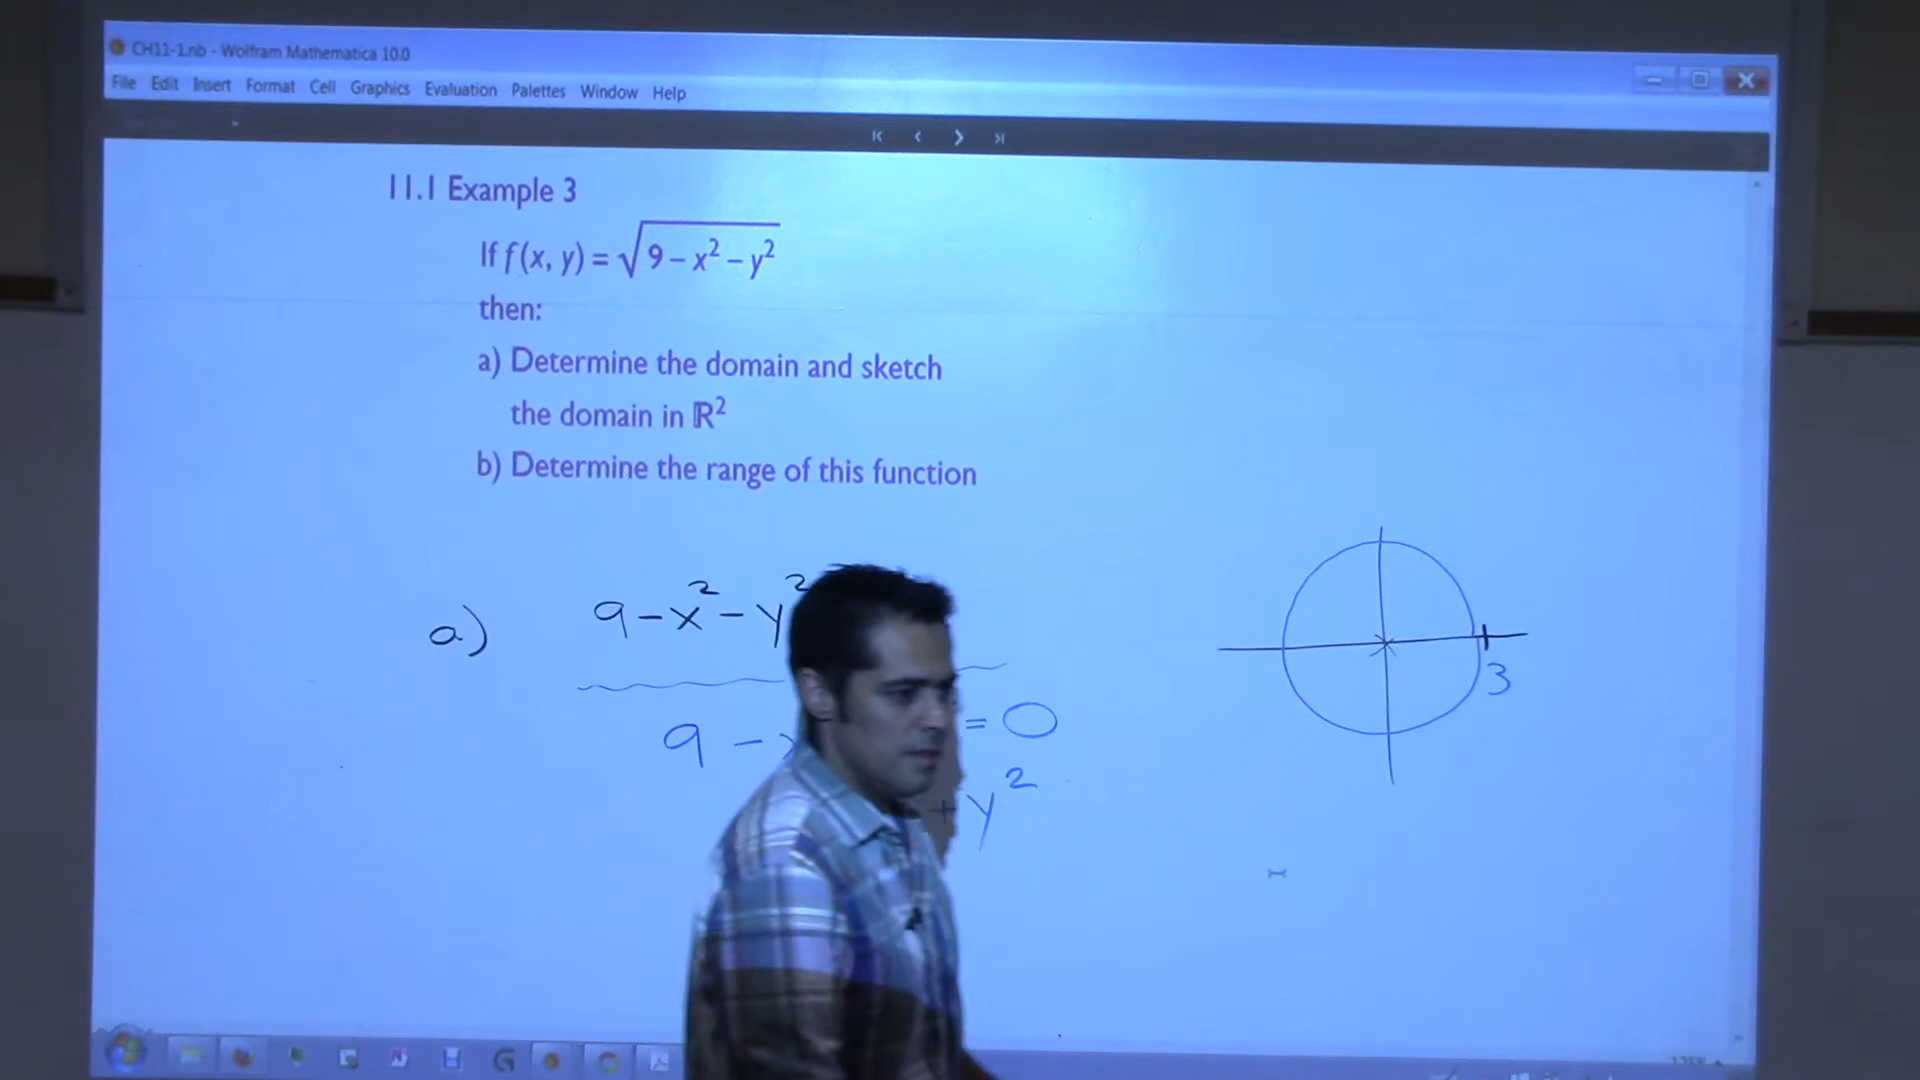 CH11-1.nb - Wolfram Mathematica 10.0
File Edit Insert Format Cell Graphics Evaluation Palettes Window Help
11.1 Example 3
If f(x, y) = √(9 – x² – y²)
then:
a) Determine the domain and sketch
the domain in ℝ²
b) Determine the range of this function
a) 9 – x² – y²
9 – x = 0
+ y²
3